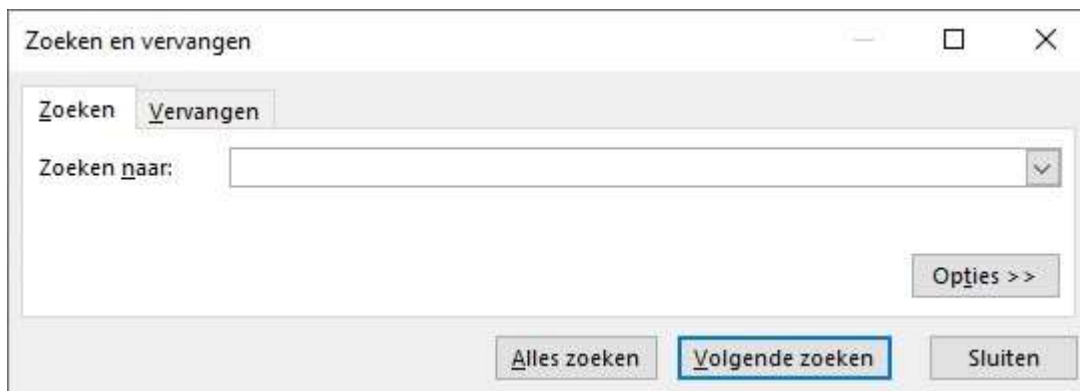 Zoeken en vervangen
Zoeken Vervangen
Zoeken naar:
Opties >>
Alles zoeken Volgende zoeken Sluiten